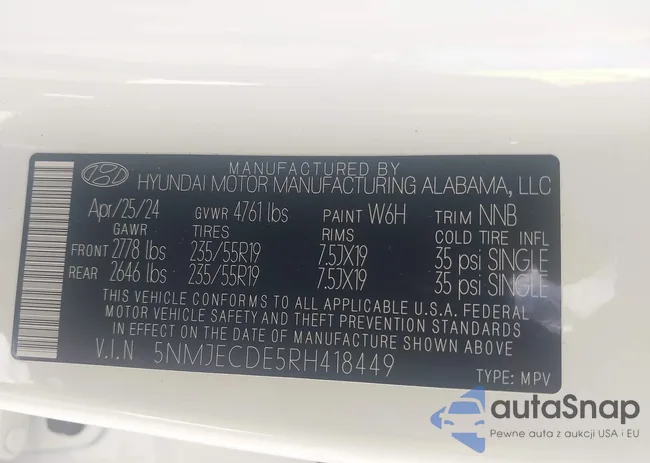 MANUFACTURED BY
HYUNDAI MOTOR MANUFACTURING ALABAMA, LLC
Apr/25/24 GVWR 4761 lbs PAINT W6H TRIM NNB
GAWR TIRES RIMS COLD TIRE INFL
FRONT 2778 lbs 235/55R19 7.5JX19 35 psi SINGLE
REAR 2646 lbs 235/55R19 7.5JX19 35 psi SINGLE
THIS VEHICLE CONFORMS TO ALL APPLICABLE U.S.A. FEDERAL
MOTOR VEHICLE SAFETY AND THEFT PREVENTION STANDARDS
IN EFFECT ON THE DATE OF MANUFACTURE SHOWN ABOVE
V.I.N 5NMJECDE5RH418449
TYPE: MPV
autaSnap
Pewne auta z aukcji USA i EU